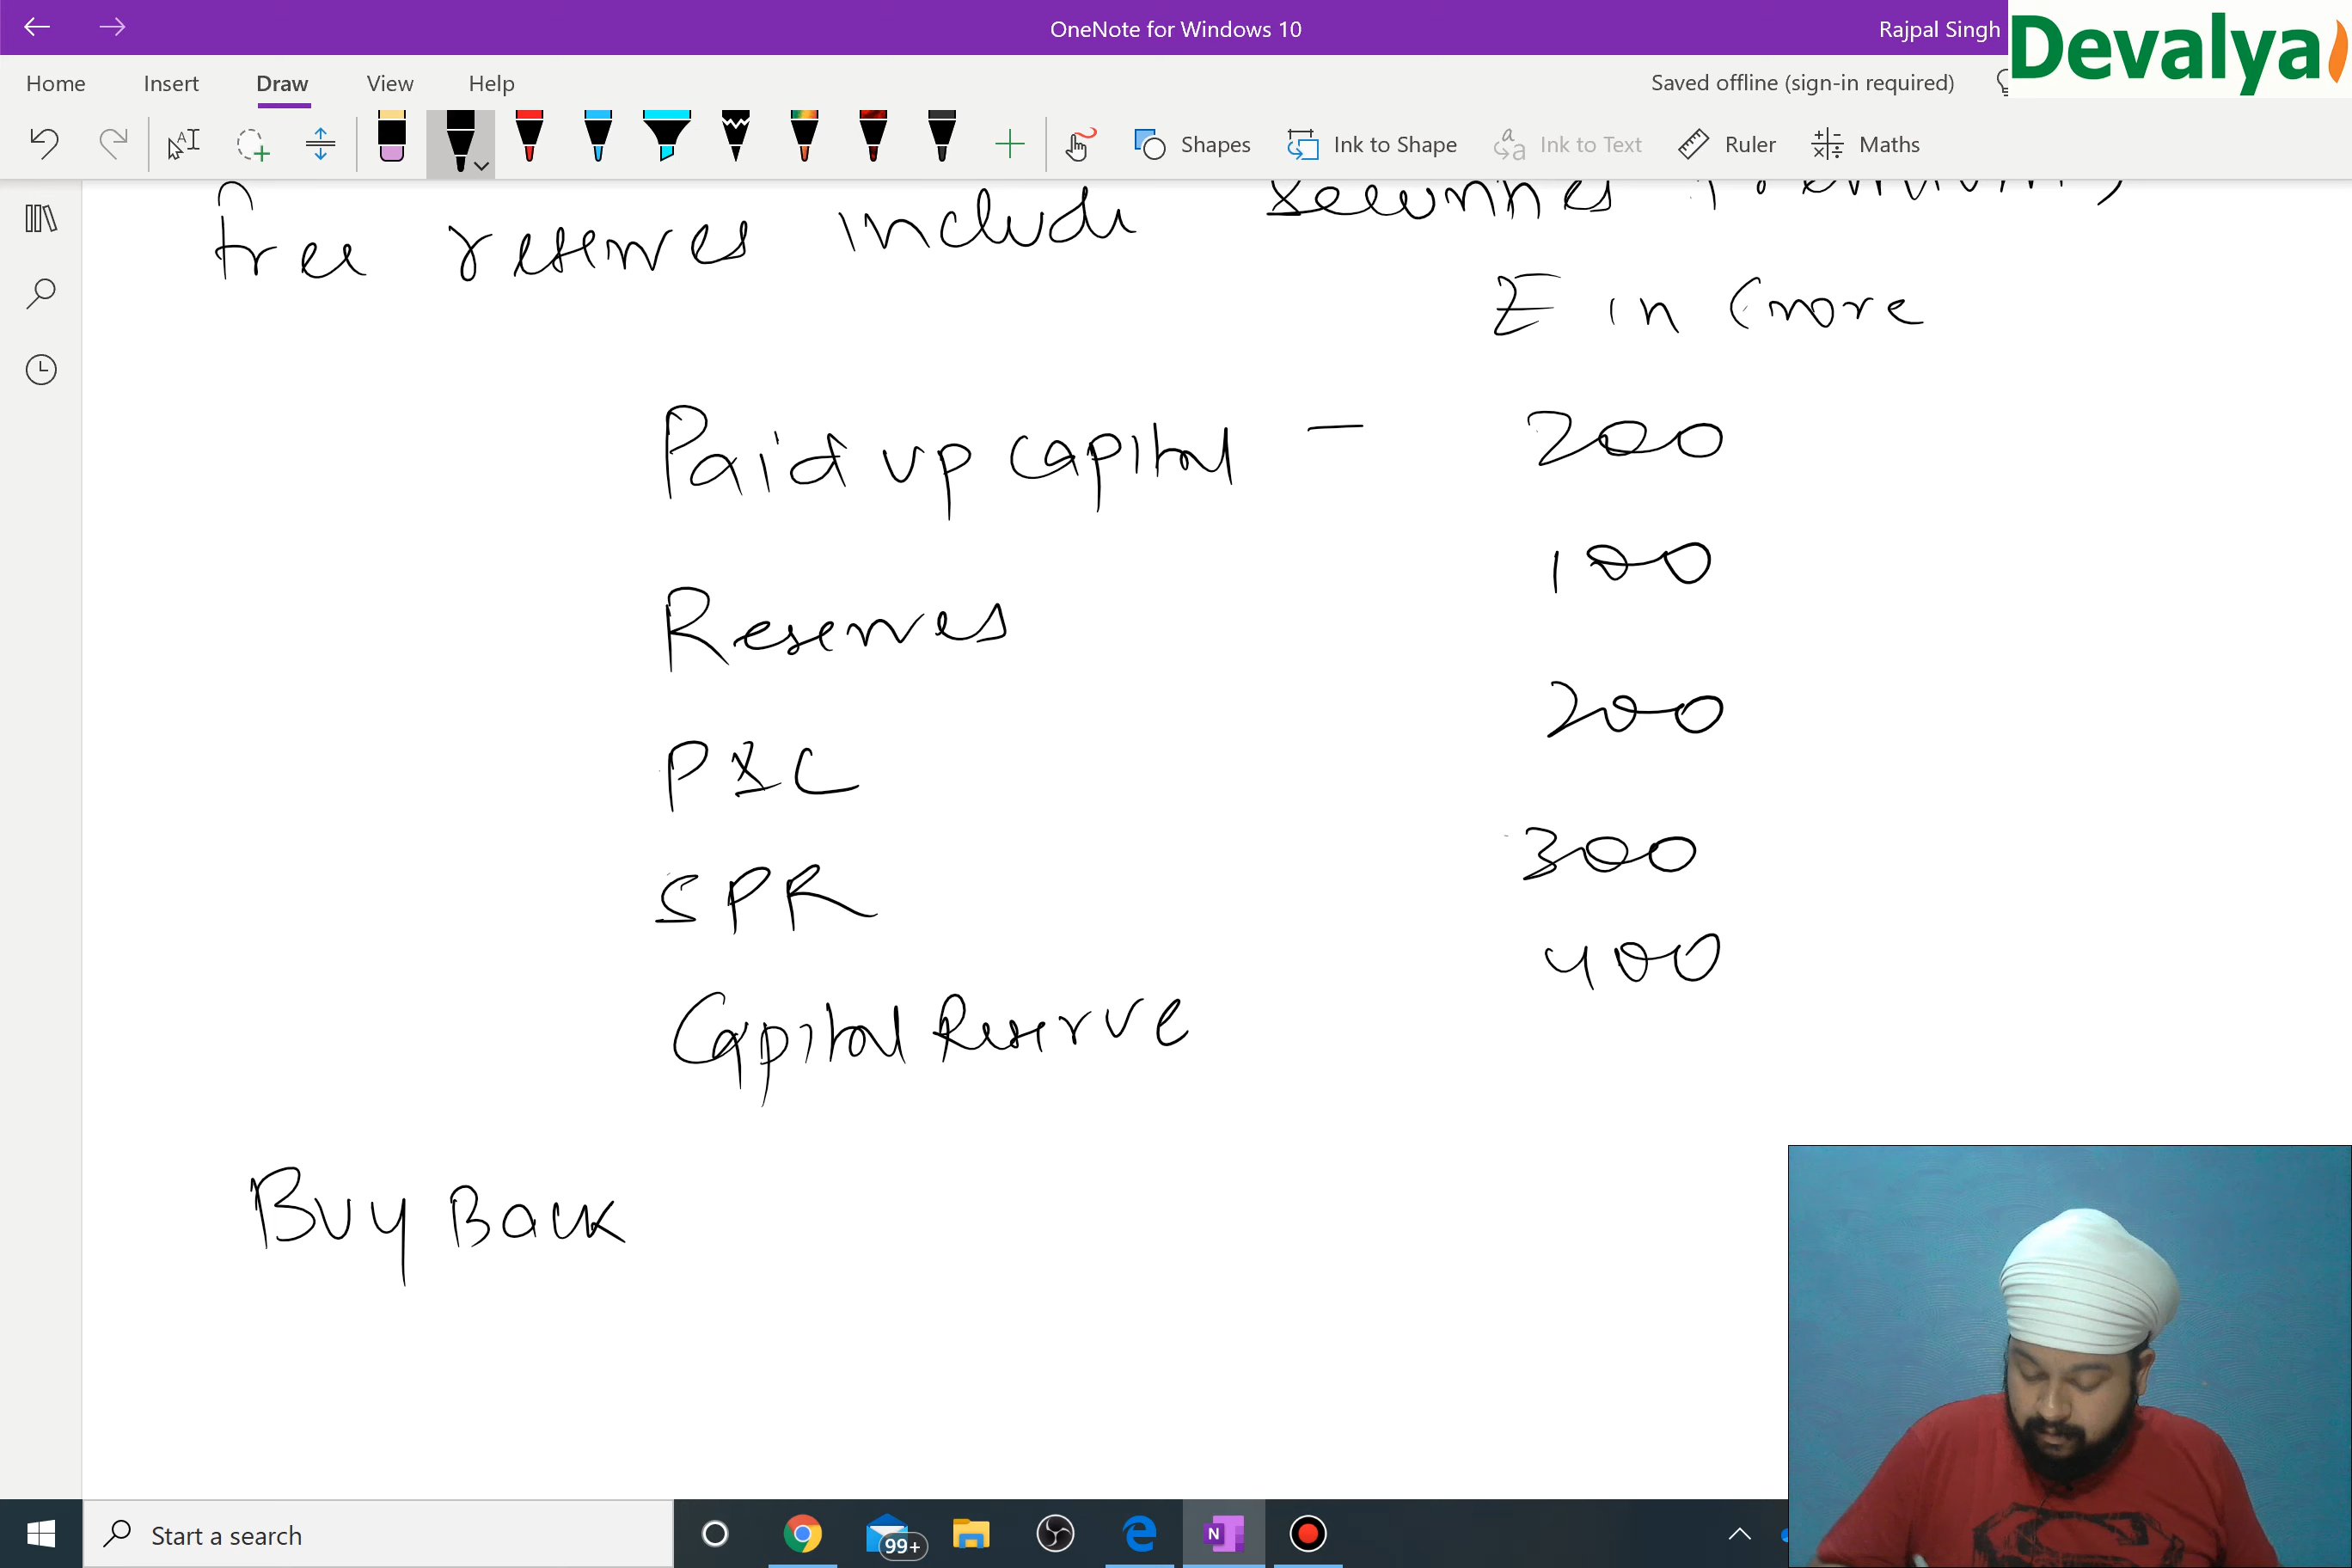 OneNote for Windows 10
Rajpal Singh
Devalya
Home Insert Draw View Help
Saved offline (sign-in required)
Shapes Ink to Shape Ink to Text Ruler Maths
free reserves include Securities Premium,
₹ in Crore
Paid up capital — 200
Reserves 100
P&L 200
SPR 300
Capital Reserve 400
Buy Back
Start a search
99+
N